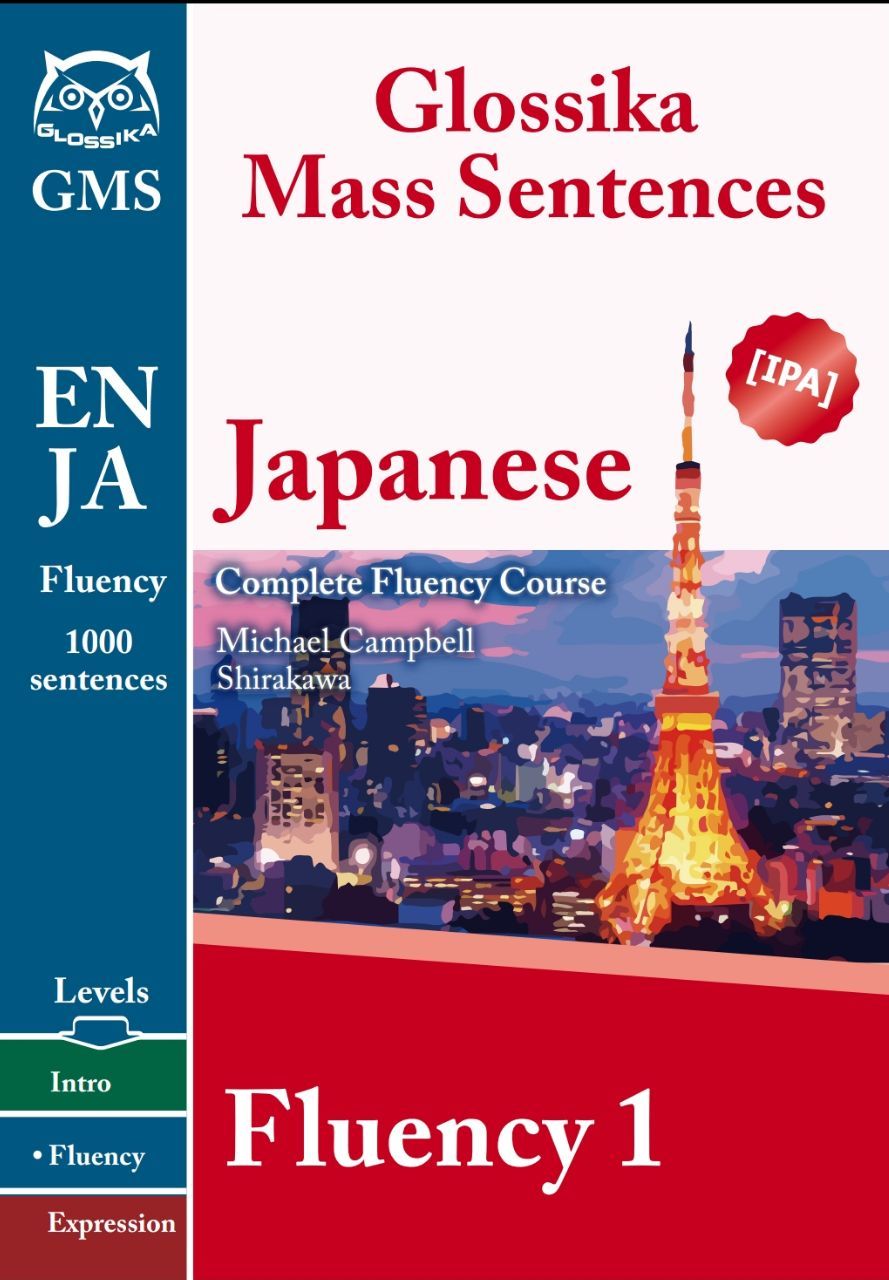 GLOSSIKA
GMS
EN
JA
Fluency
1000
sentences
Levels
Intro
• Fluency
Expression
Glossika
Mass Sentences
[IPA]
Japanese
Complete Fluency Course
Michael Campbell
Shirakawa
Fluency 1